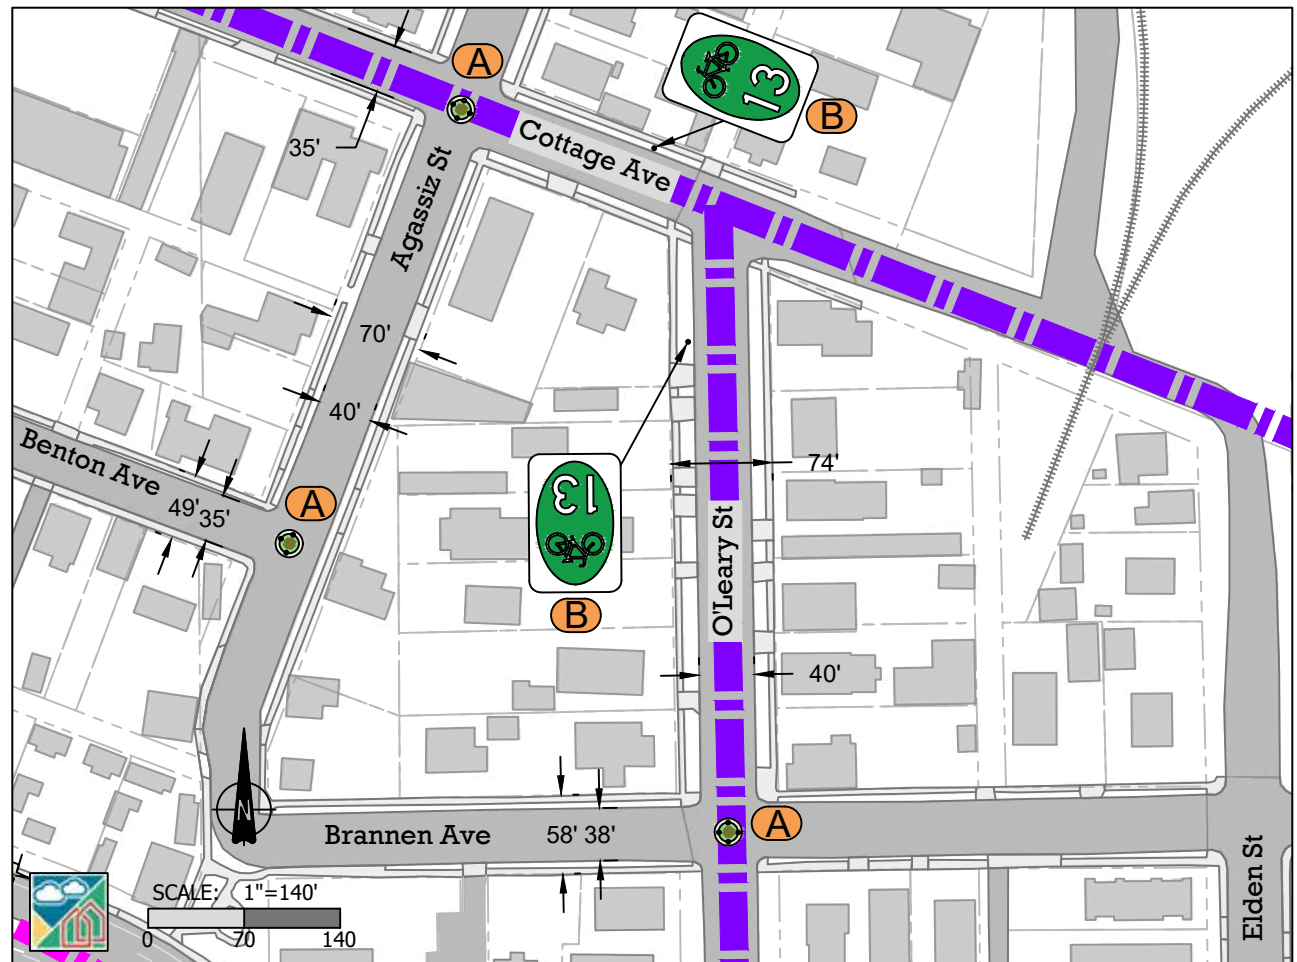 A
13
B
35'
Cottage Ave
Agassiz St
70'
40'
Benton Ave
49'
35'
A
13
B
74'
O'Leary St
40'
N
Brannen Ave
58' 38'
A
Elden St
SCALE: 1"=140'
0 70 140